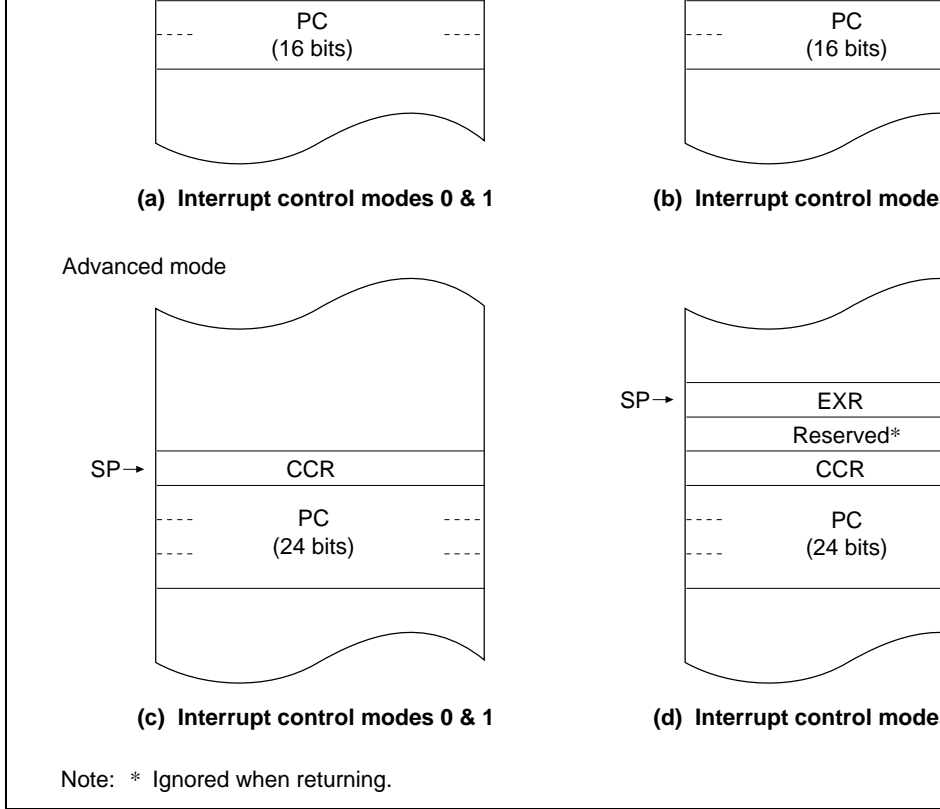 PC
(16 bits)
PC
(16 bits)
(a) Interrupt control modes 0 & 1
(b) Interrupt control
Advanced mode
SP
CCR
PC
(24 bits)
SP
EXR
Reserved*
CCR
PC
(24 bits)
(c) Interrupt control modes 0 & 1
(d) Interrupt control
Note: * Ignored when returning.